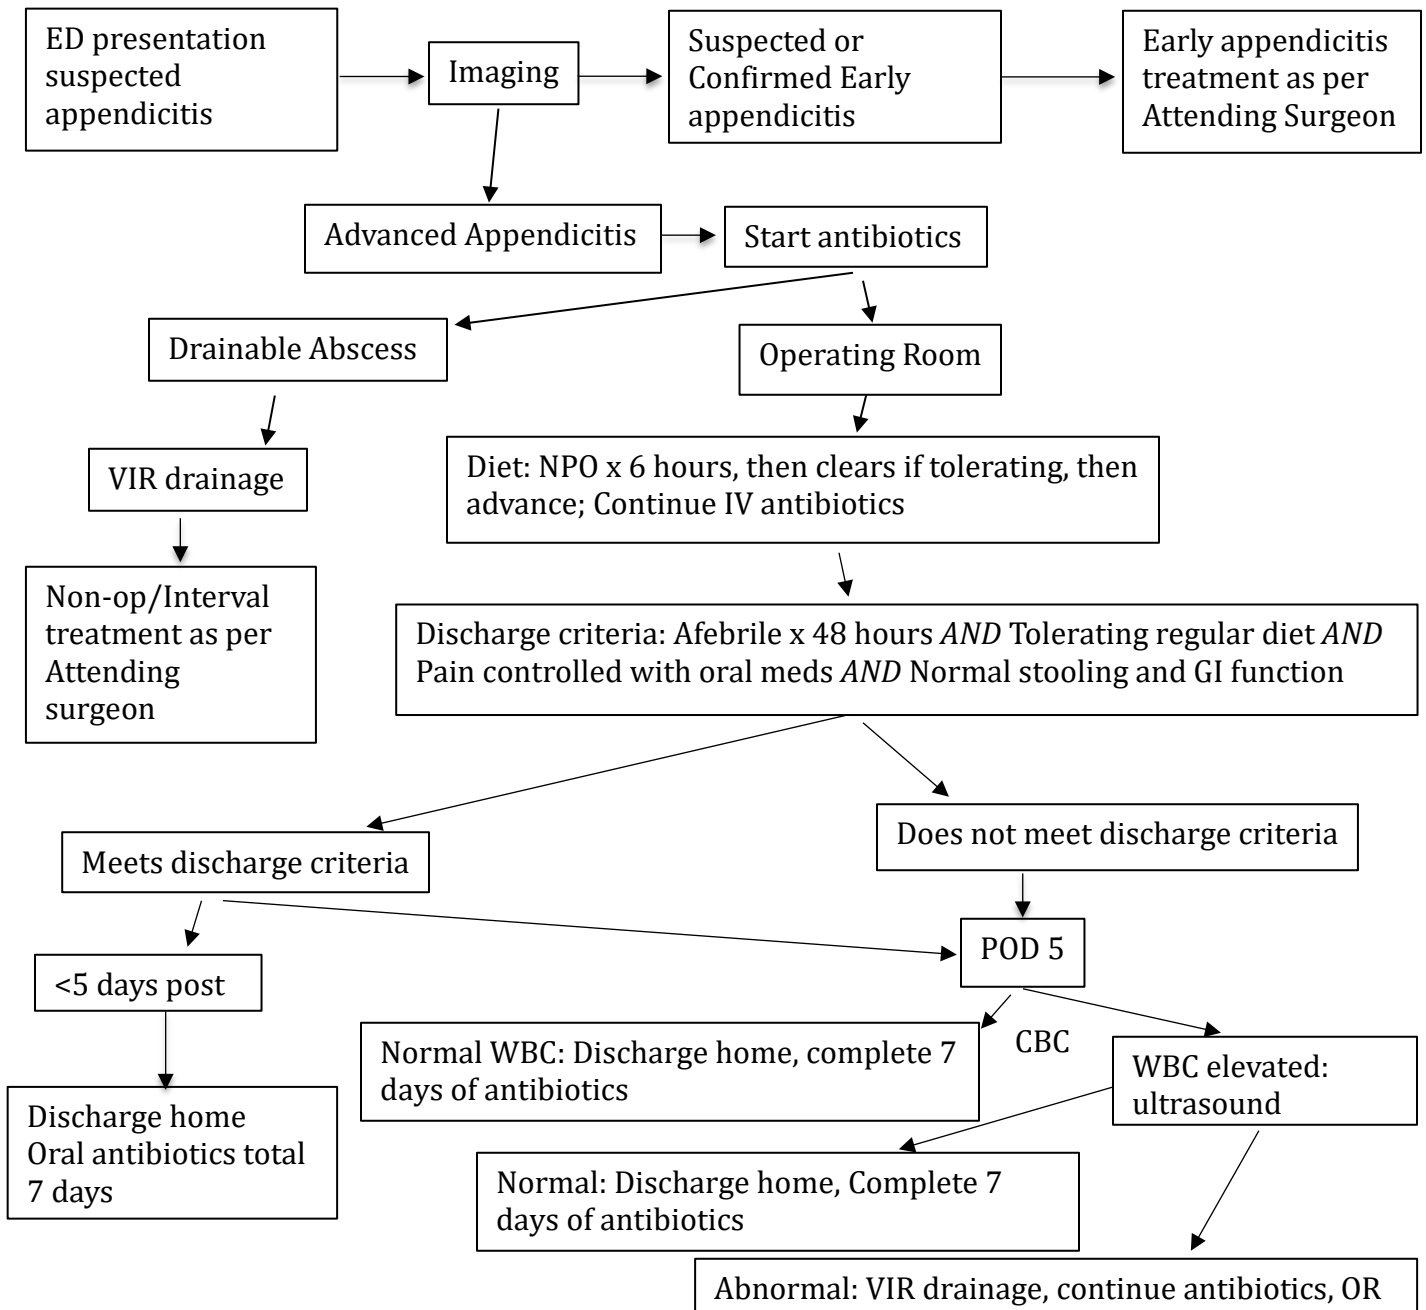 ED presentation
suspected
appendicitis
Imaging
Suspected or
Confirmed Early
appendicitis
Early appendicitis
treatment as per
Attending Surgeon
Advanced Appendicitis
Start antibiotics
Drainable Abscess
Operating Room
VIR drainage
Diet: NPO x 6 hours, then clears if tolerating, then
advance; Continue IV antibiotics
Non-op/Interval
treatment as per
Attending
surgeon
Discharge criteria: Afebrile x 48 hours AND Tolerating regular diet AND
Pain controlled with oral meds AND Normal stooling and GI function
Meets discharge criteria
Does not meet discharge criteria
<5 days post
POD 5
Normal WBC: Discharge home, complete 7
days of antibiotics
CBC
WBC elevated:
ultrasound
Discharge home
Oral antibiotics total
7 days
Normal: Discharge home, Complete 7
days of antibiotics
Abnormal: VIR drainage, continue antibiotics, OR